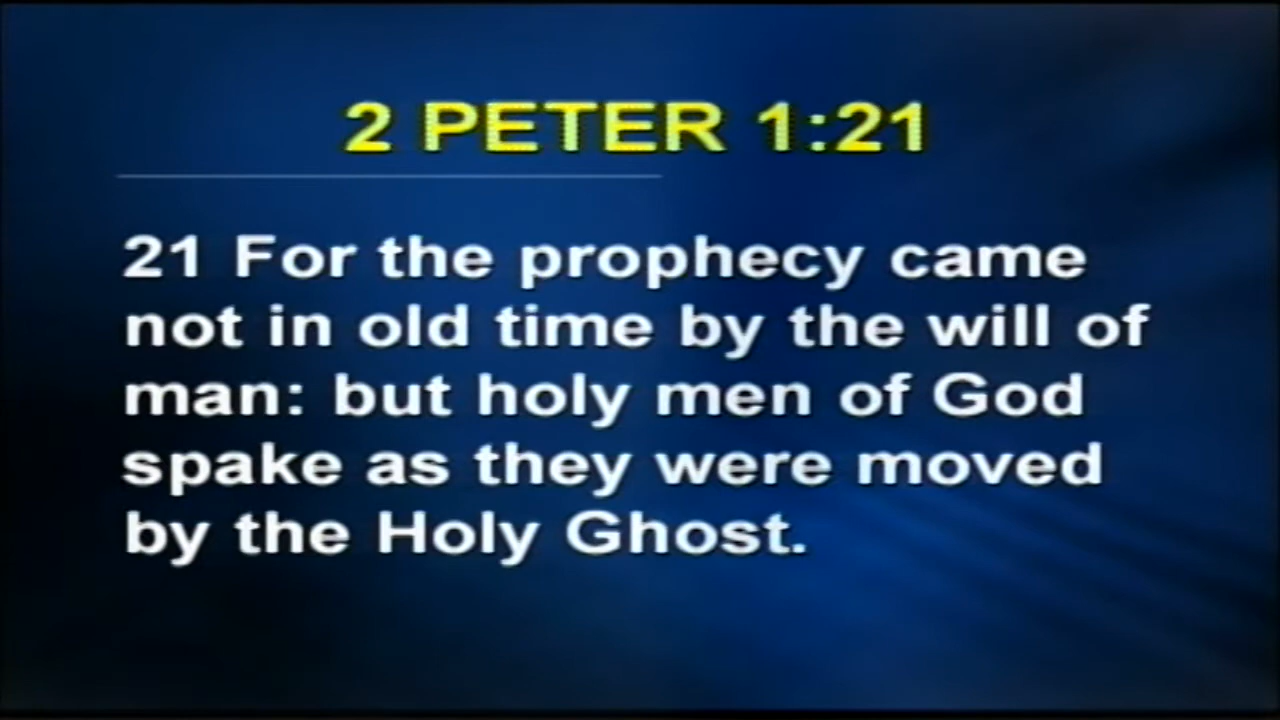 2 PETER 1:21
21 For the prophecy came
not in old time by the will of
man: but holy men of God
spake as they were moved
by the Holy Ghost.